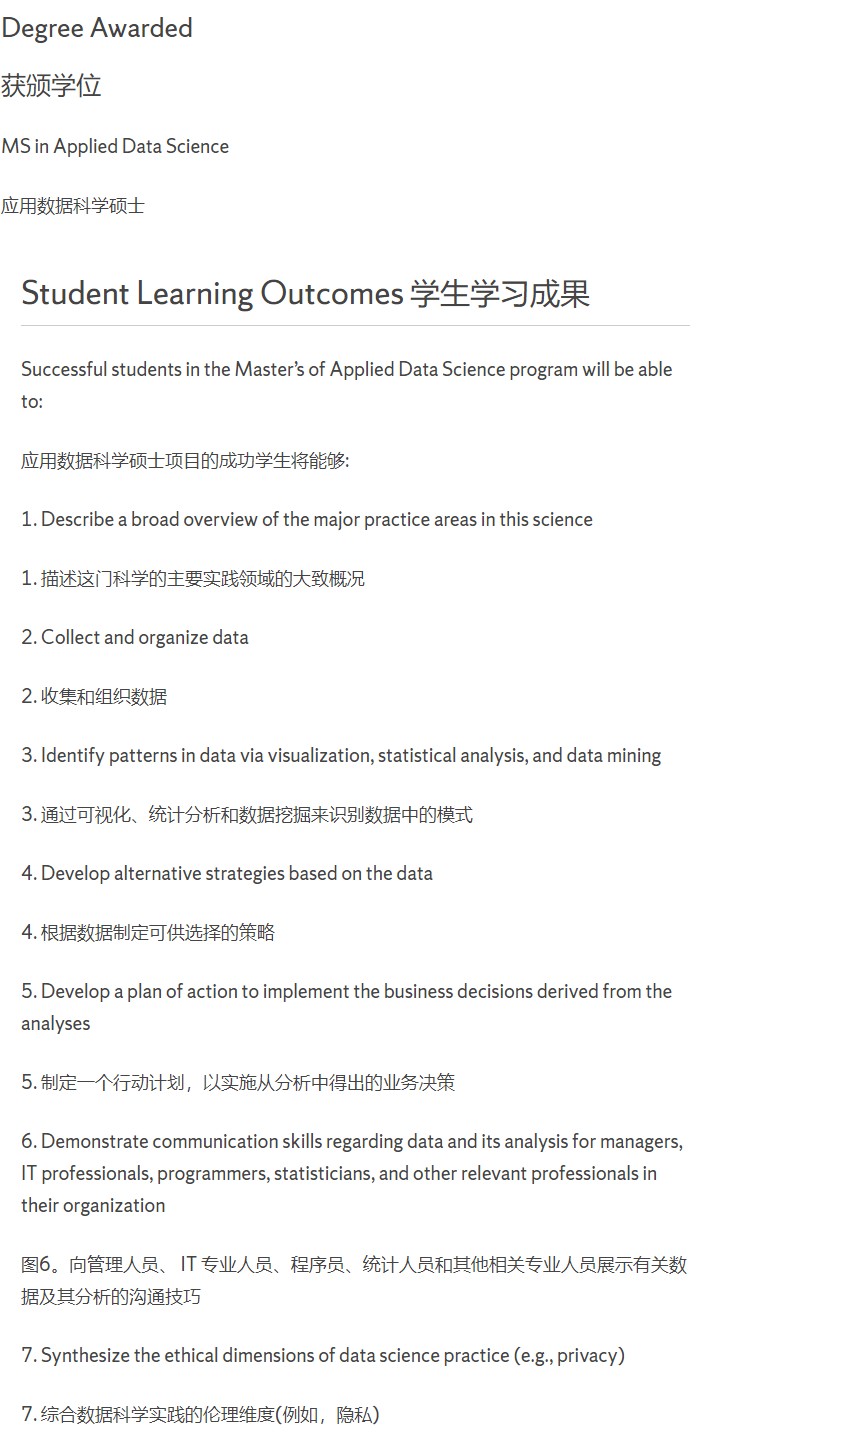 Degree Awarded
获颁学位
MS in Applied Data Science
应用数据科学硕士
Student Learning Outcomes 学生学习成果
Successful students in the Master’s of Applied Data Science program will be able
to:
应用数据科学硕士项目的成功学生将能够:
1. Describe a broad overview of the major practice areas in this science
1. 描述这门科学的主要实践领域的大致概况
2. Collect and organize data
2. 收集和组织数据
3. Identify patterns in data via visualization, statistical analysis, and data mining
3. 通过可视化、统计分析和数据挖掘来识别数据中的模式
4. Develop alternative strategies based on the data
4. 根据数据制定可供选择的策略
5. Develop a plan of action to implement the business decisions derived from the
analyses
5. 制定一个行动计划，以实施从分析中得出的业务决策
6. Demonstrate communication skills regarding data and its analysis for managers,
IT professionals, programmers, statisticians, and other relevant professionals in
their organization
图6。向管理人员、 IT 专业人员、程序员、统计人员和其他相关专业人员展示有关数
据及其分析的沟通技巧
7. Synthesize the ethical dimensions of data science practice (e.g., privacy)
7. 综合数据科学实践的伦理维度(例如，隐私)